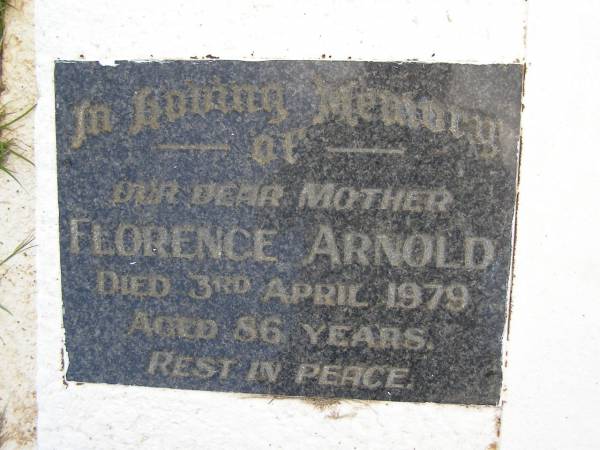 In Loving Memory
of
OUR DEAR MOTHER
FLORENCE ARNOLD
DIED 3RD APRIL 1979
AGED 86 YEARS.
REST IN PEACE.